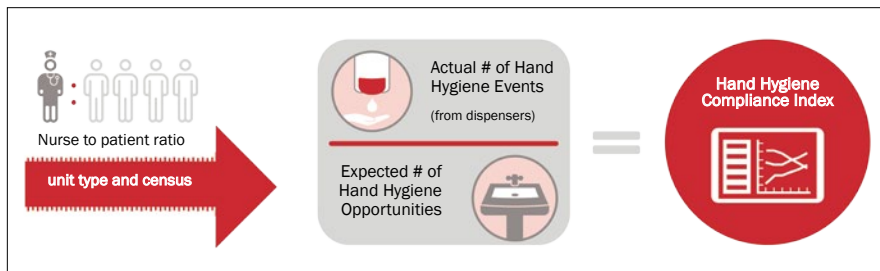 Nurse to patient ratio
unit type and census
Actual # of Hand
Hygiene Events
(from dispensers)
Expected # of
Hand Hygiene
Opportunities
Hand Hygiene
Compliance Index